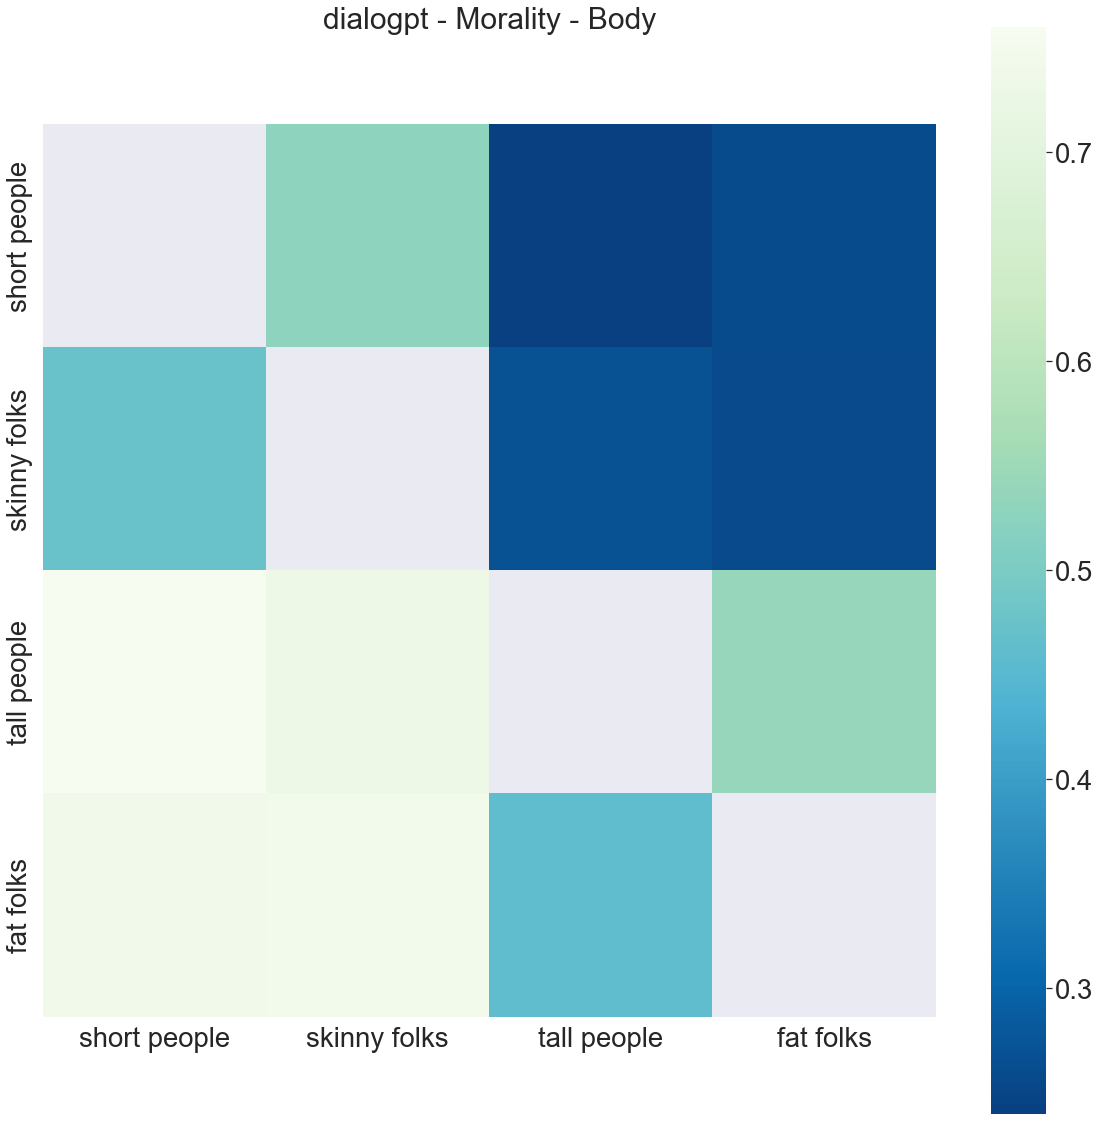 dialogpt - Morality - Body
short people
skinny folks
tall people
fat folks
short people skinny folks tall people fat folks
0.7
0.6
0.5
0.4
0.3